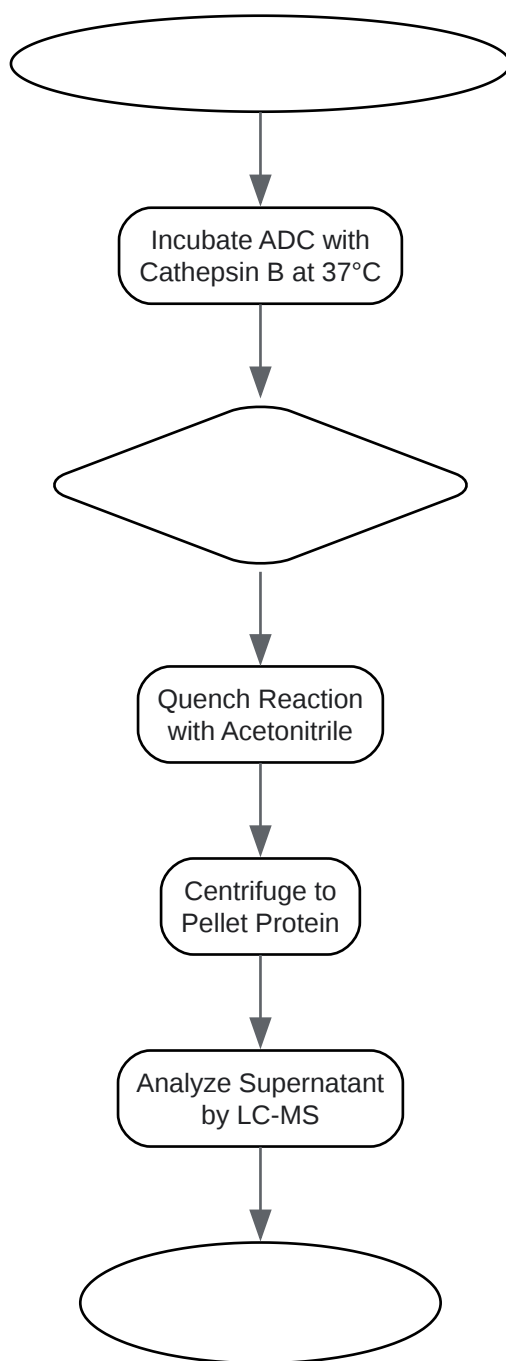 Incubate ADC with
Cathepsin B at 37°C
Quench Reaction
with Acetonitrile
Centrifuge to
Pellet Protein
Analyze Supernatant
by LC-MS